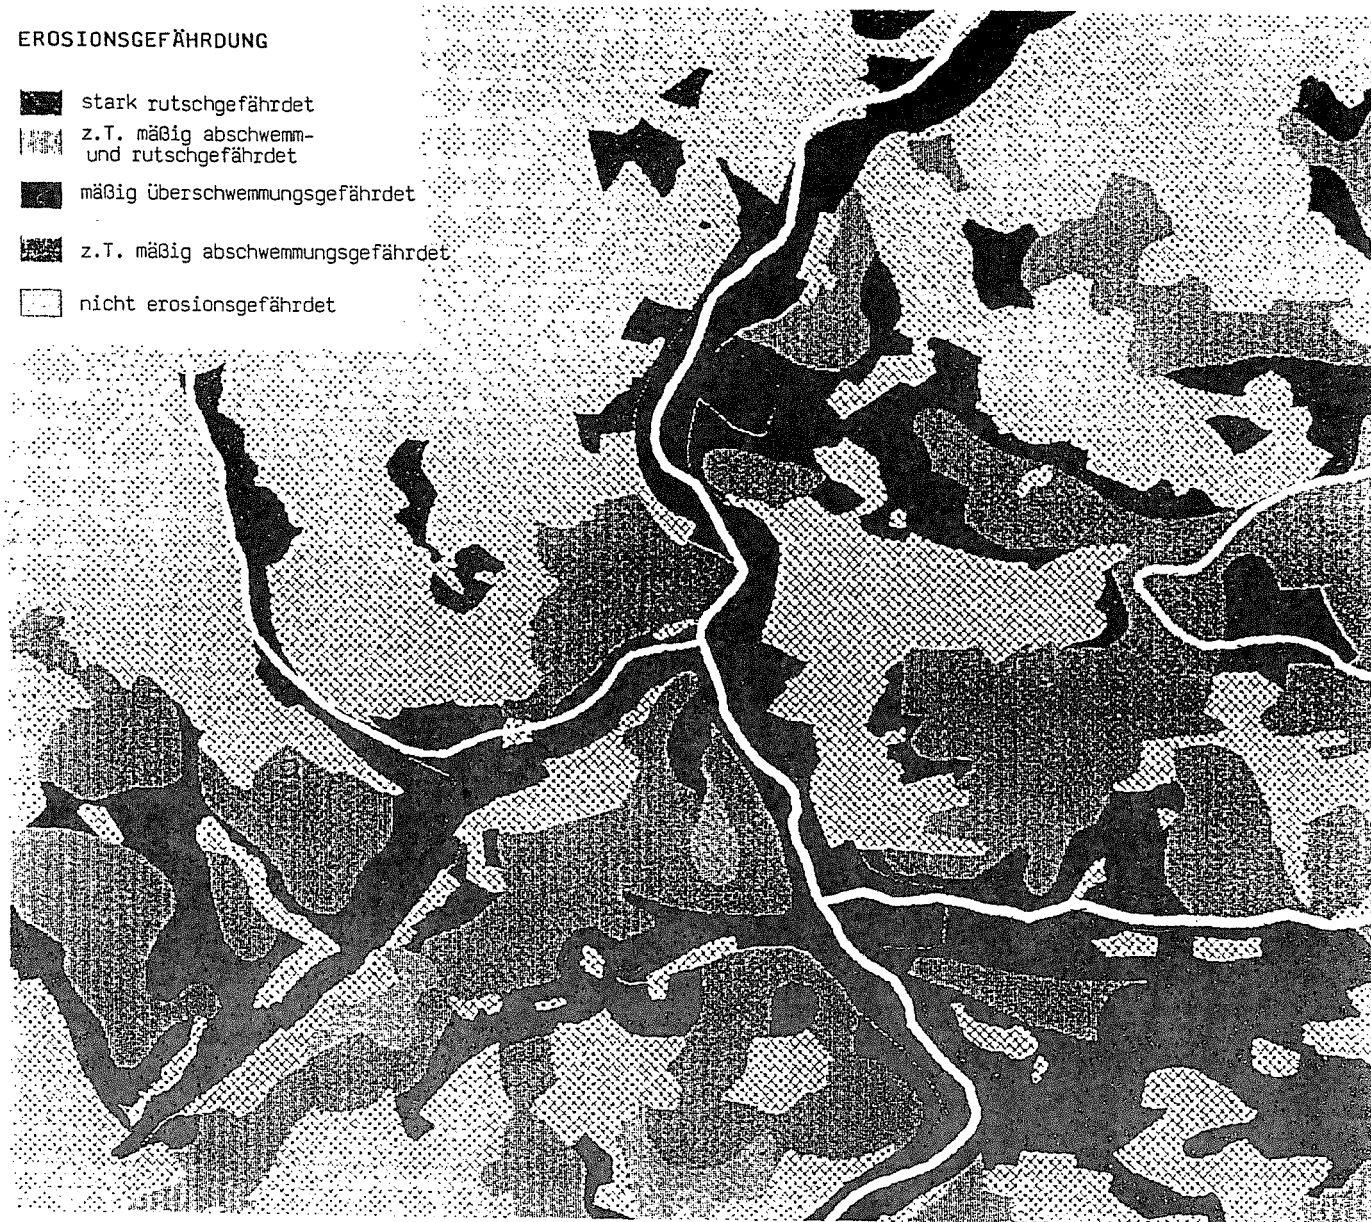 EROSIONSGEFÄHRDUNG
stark rutschgefährdet
z.T. mäßig abschwemm-
und rutschgefährdet
mäßig überschwemmungsgefährdet
z.T. mäßig abschwemmungsgefährdet
nicht erosionsgefährdet